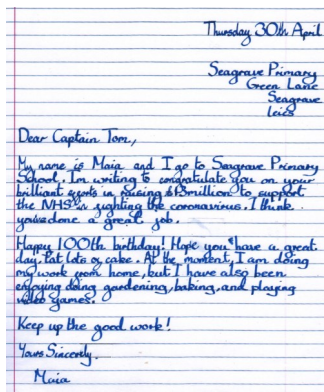 Thursday 30th April
Seagrave Primary
Green Lane
Seagrave
Leics
Dear Captain Tom,
My name is Maia and I go to Seagrave Primary
School. I'm writing to congratulate you on your
brilliant efforts in raising £13million to support
the NHS in fighting the coronavirus. I think
you've done a great job.
Happy 100th birthday! Hope you have a great
day. Eat lots of cake. At the moment, I am doing
my work from home, but I have also been
enjoying doing gardening, baking, and playing
video games.
Keep up the good work!
Yours Sincerely.
Maia